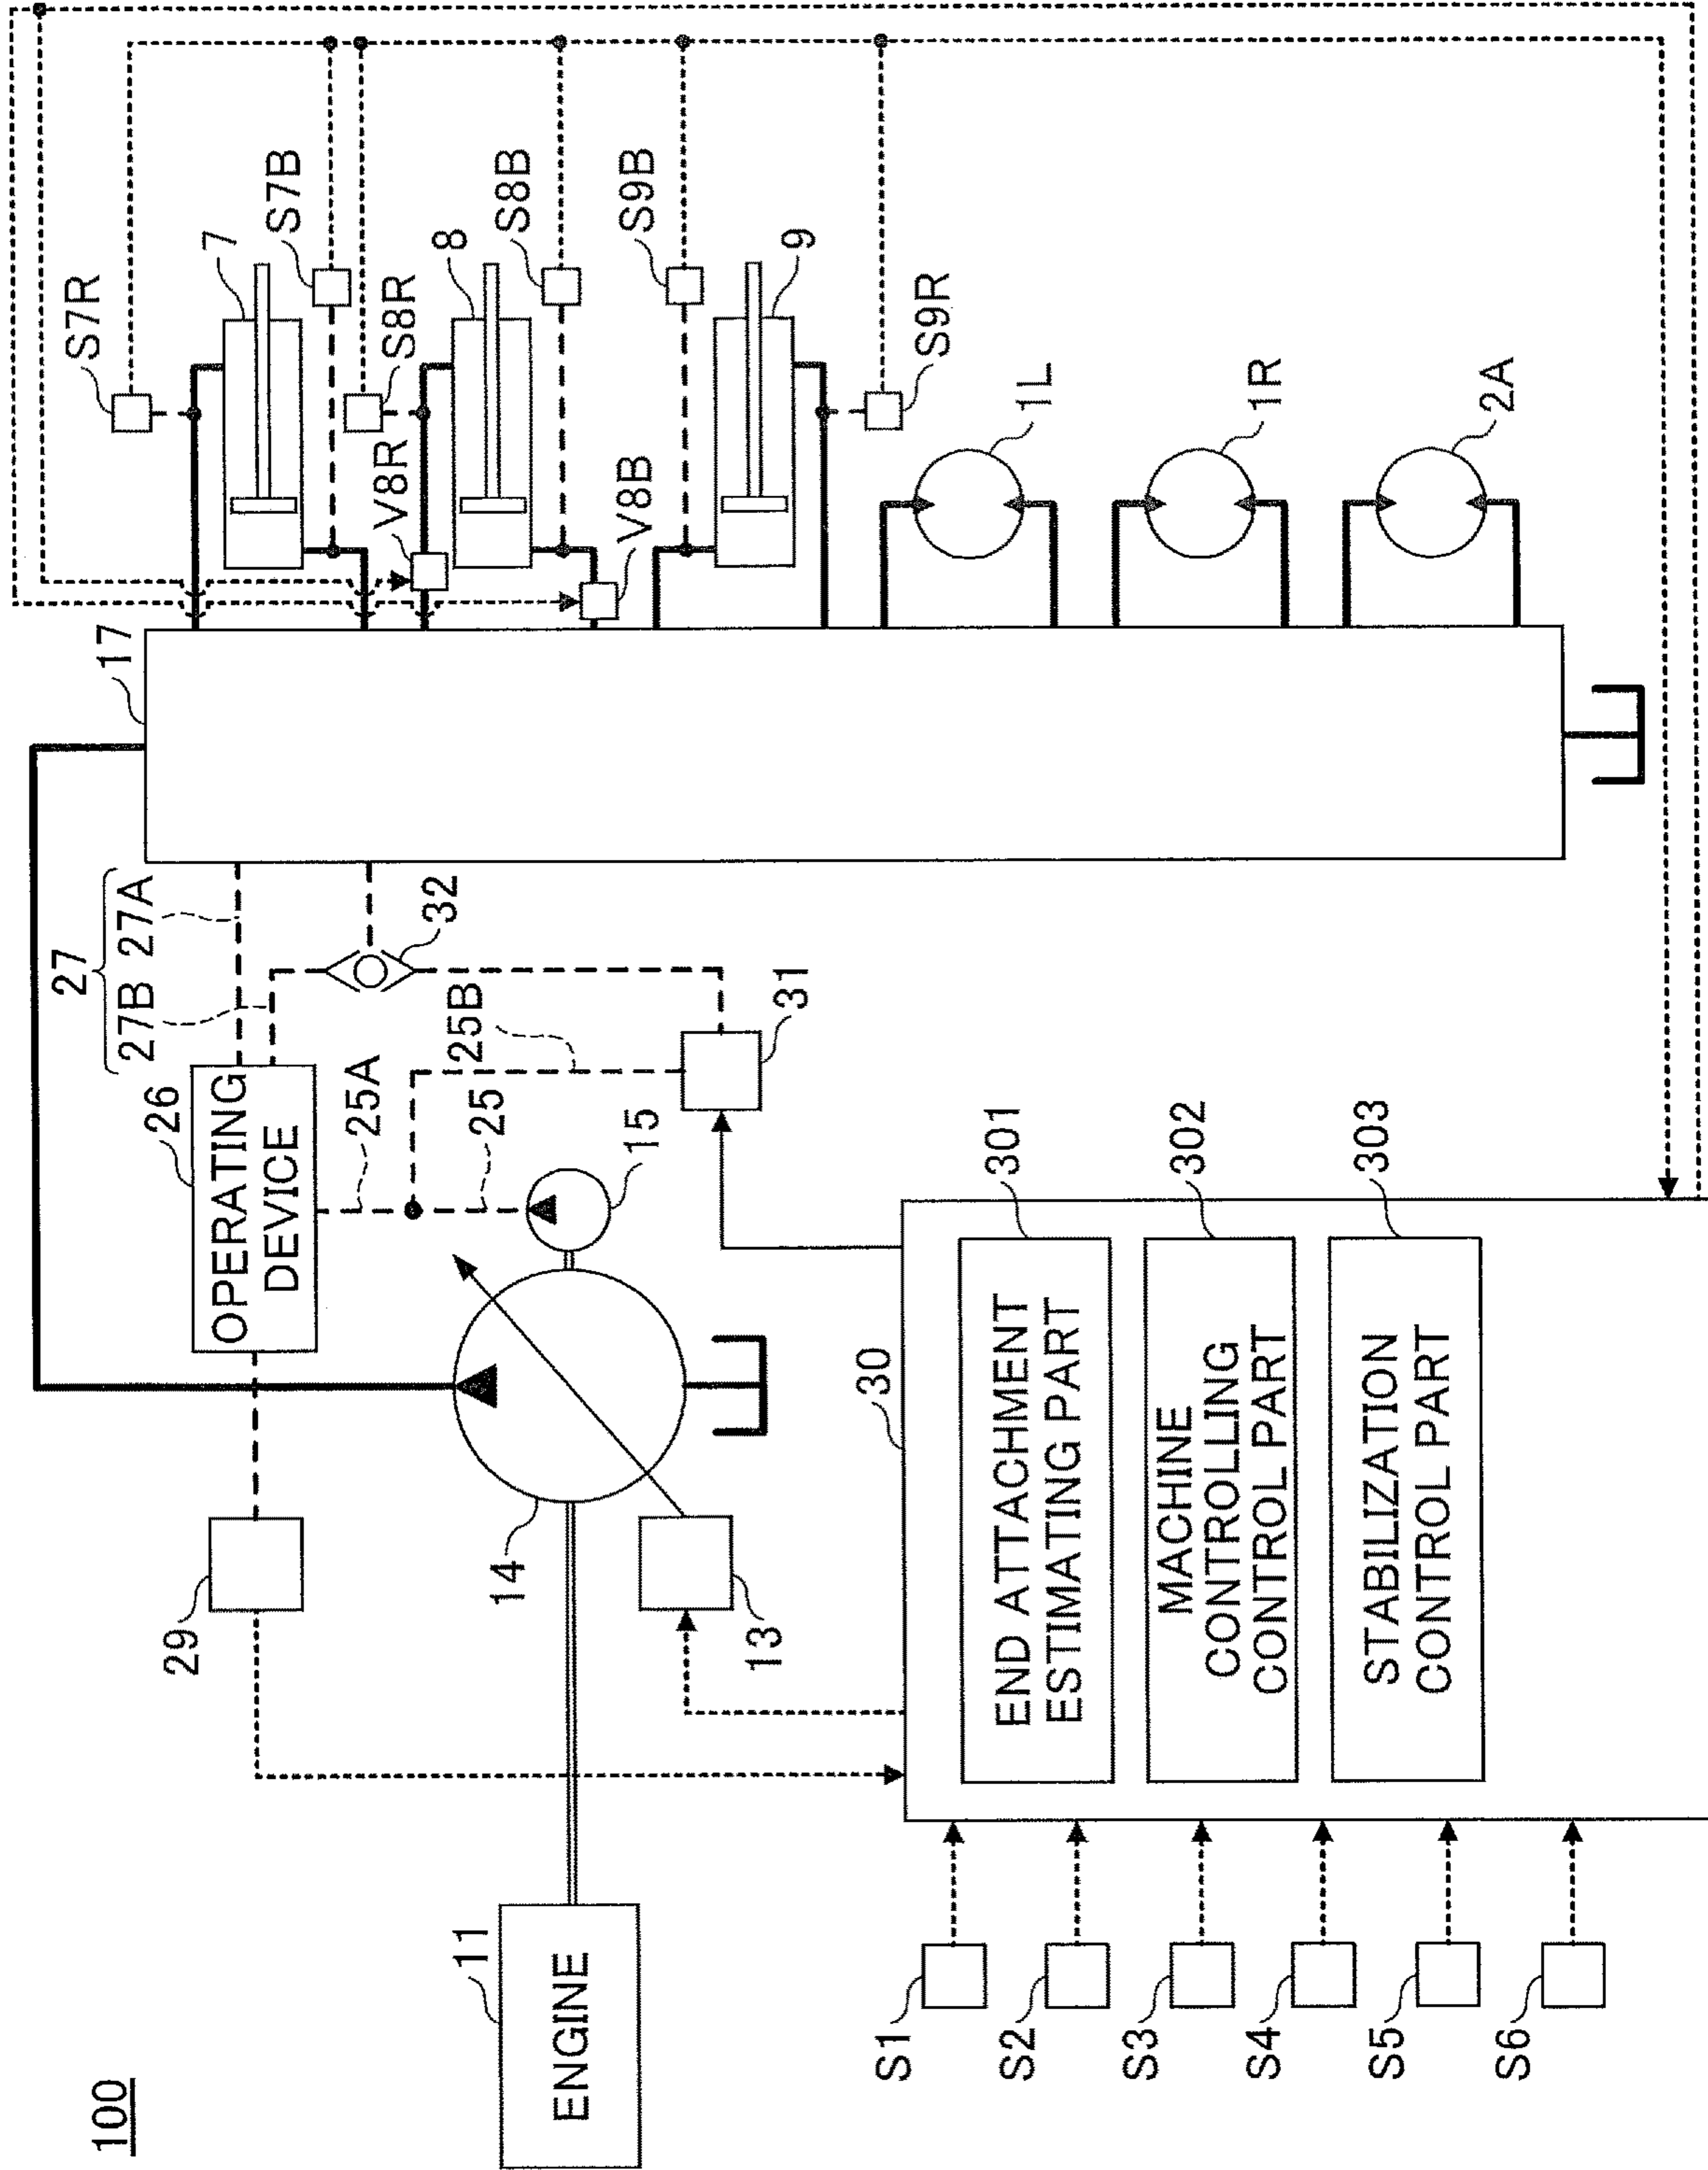 100
ENGINE
11
14
13
29
15
OPERATING
DEVICE
26
25A
25
25B
27
27B
27A
32
31
17
30
END ATTACHMENT
ESTIMATING PART
301
MACHINE
CONTROLLING
CONTROL PART
302
STABILIZATION
CONTROL PART
303
S1
S2
S3
S4
S5
S6
S7R
7
S7B
S8R
8
S8B
V8R
V8B
S9B
9
S9R
1L
1R
2A